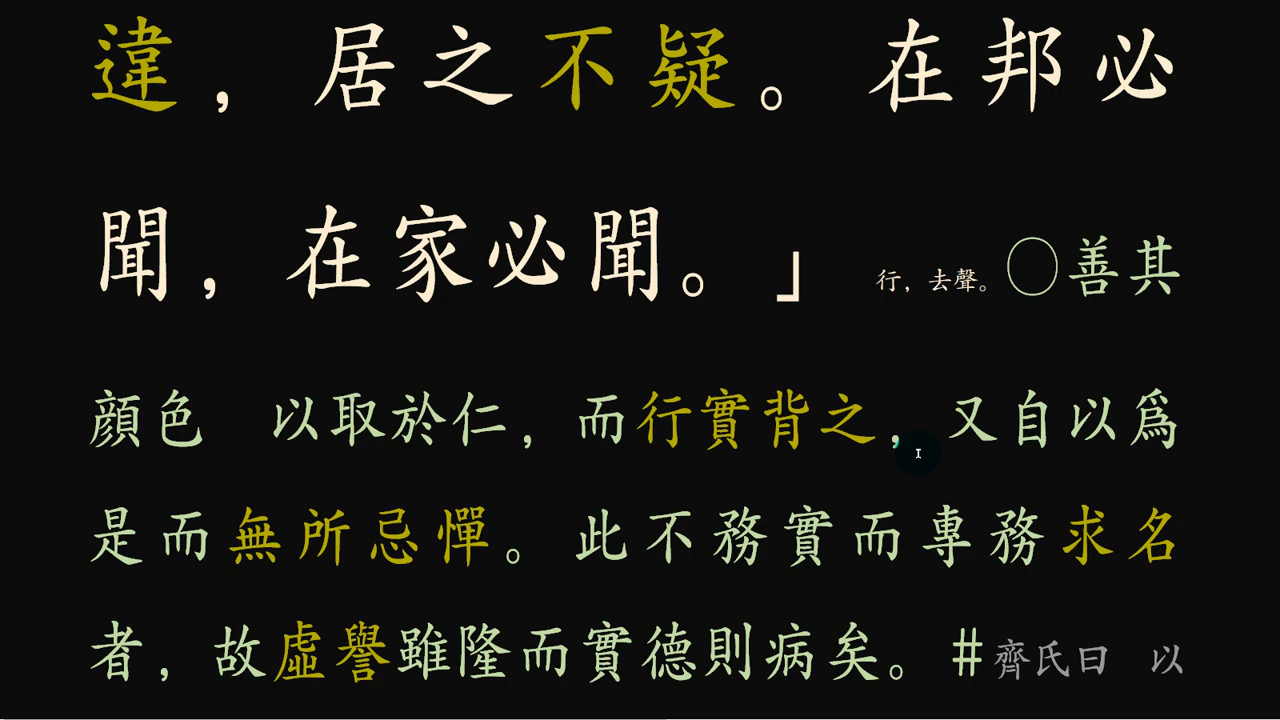 違，居之不疑。在邦必
聞，在家必聞。」行，去聲。○善其
顔色　以取於仁，而行實背之，又自以爲
是而無所忌憚。此不務實而專務求名
者，故虛譽雖隆而實德則病矣。#齊氏曰　以